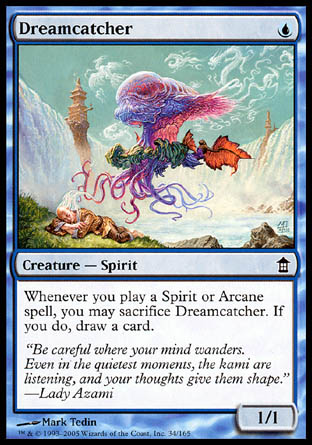 Dreamcatcher
Creature — Spirit
Whenever you play a Spirit or Arcane
spell, you may sacrifice Dreamcatcher. If
you do, draw a card.
"Be careful where your mind wanders.
Even in the quietest moments, the kami are
listening, and your thoughts give them shape."
—Lady Azami
Mark Tedin
™ & © 1993–2005 Wizards of the Coast, Inc. 34/165
1/1